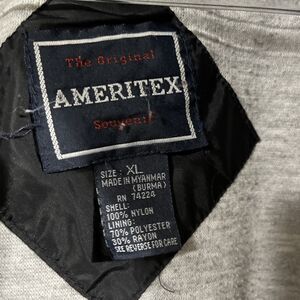 The Original
AMERITEX
Souvenir
SIZE: XL
MADE IN MYANMAR
(BURMA)
RN 74224
SHELL:
100% NYLON
LINING:
70% POLYESTER
30% RAYON
SEE REVERSE FOR CARE